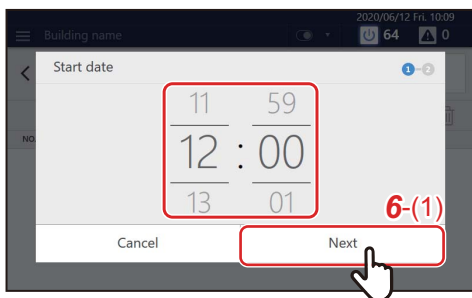 2020/06/12 Fri. 10:09
Building name
64
0
Start date
1-2
11 59
12 : 00
13 01
NO.
6-(1)
Cancel
Next